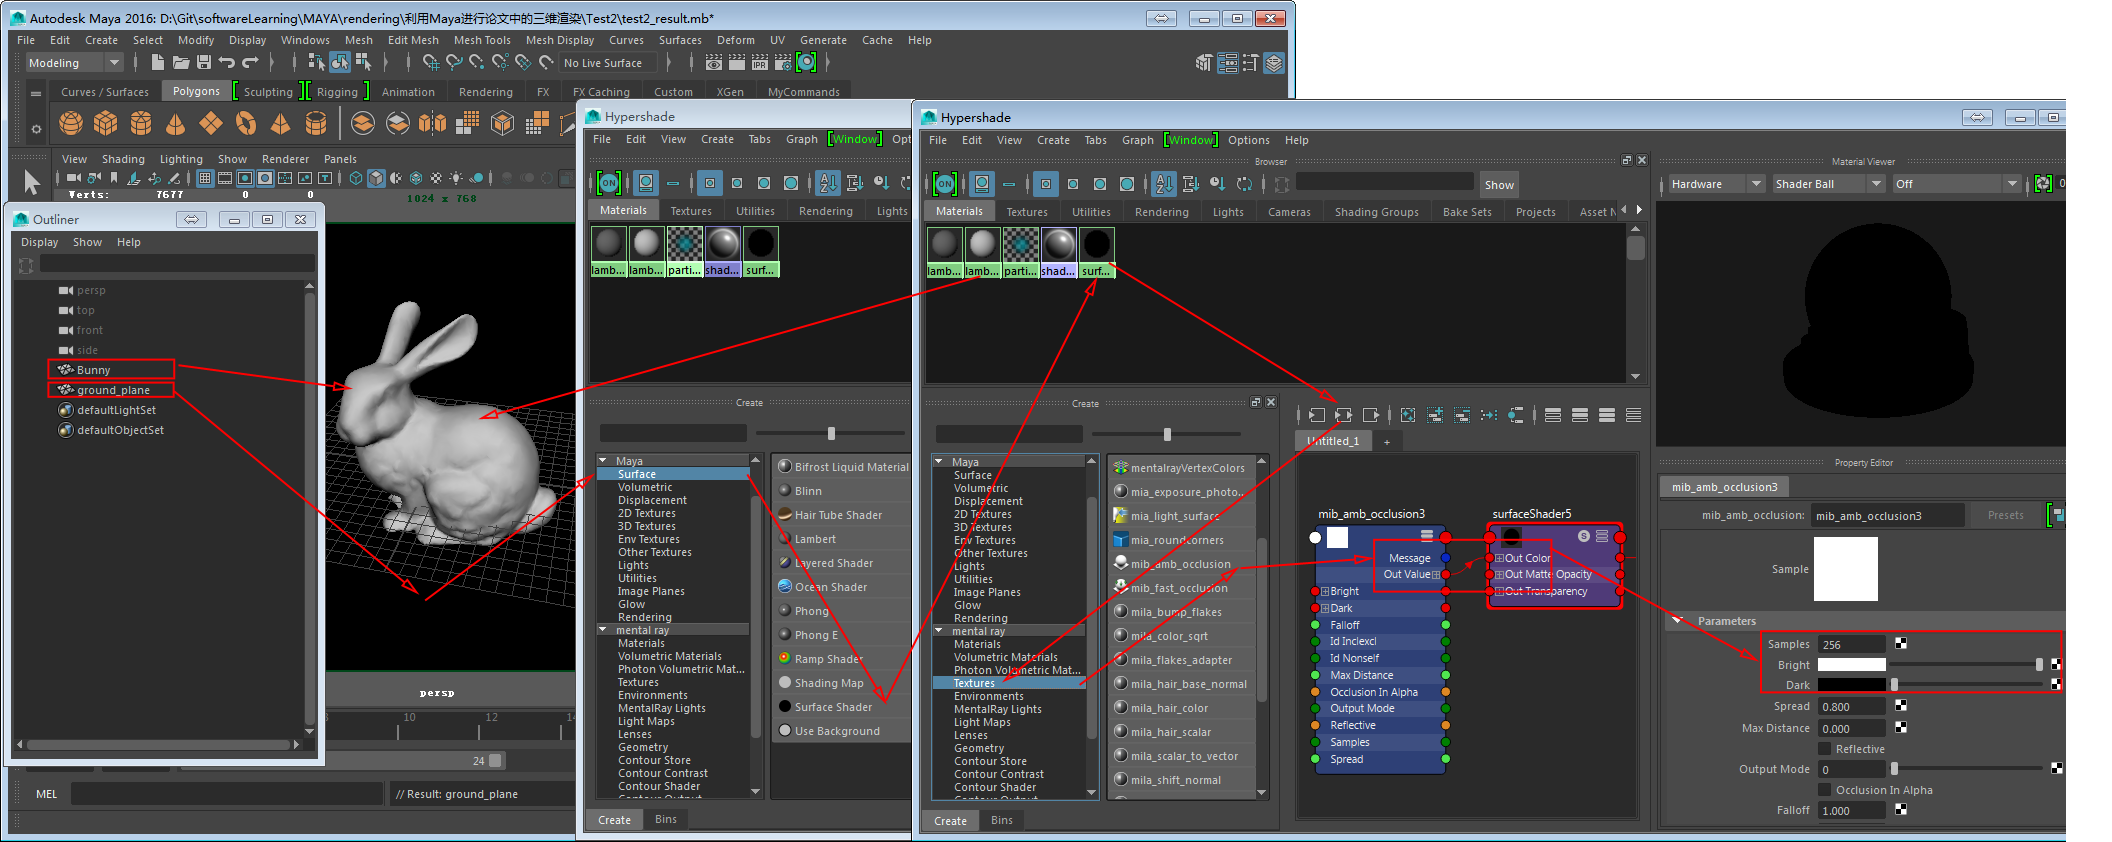 Autodesk Maya 2016: D:\Git\softwareLearning\MAYA\rendering\利用Maya进行论文中的三维渲染\Test2\test2_result.mb*
File Edit Create Select Modify Display Windows Mesh Edit Mesh Mesh Tools Mesh Display Curves Surfaces Deform UV Generate Cache Help
Modeling
No Live Surface
IPR
Curves / Surfaces Polygons Sculpting Rigging Animation Rendering FX FX Caching Custom XGen MyCommands
View Shading Lighting Show Renderer Panels
Verts: 7677 0 0
1024 x 768
persp
10 12 14
24
MEL
// Result: ground_plane
Outliner
Display Show Help
persp
top
front
side
Bunny
ground_plane
defaultLightSet
defaultObjectSet
Hypershade
File Edit View Create Tabs Graph [Window] Opt
ON
Materials Textures Utilities Rendering Lights
lamb... lamb... parti... shad... surf...
Create
Maya
Surface
Volumetric
Displacement
2D Textures
3D Textures
Env Textures
Other Textures
Lights
Utilities
Image Planes
Glow
Rendering
mental ray
Materials
Volumetric Materials
Photon Volumetric Mat...
Textures
Environments
MentalRay Lights
Light Maps
Lenses
Geometry
Contour Store
Contour Contrast
Contour Shader
Contour Output
Bifrost Liquid Material
Blinn
Hair Tube Shader
Lambert
Layered Shader
Ocean Shader
Phong
Phong E
Ramp Shader
Shading Map
Surface Shader
Use Background
Create Bins
Hypershade
File Edit View Create Tabs Graph [Window] Options Help
Browser
ON
Show
Materials Textures Utilities Rendering Lights Cameras Shading Groups Bake Sets Projects Asset N
lamb... lamb... parti... shad... surf...
Create
Maya
Surface
Volumetric
Displacement
2D Textures
3D Textures
Env Textures
Other Textures
Lights
Utilities
Image Planes
Glow
Rendering
mental ray
Materials
Volumetric Materials
Photon Volumetric Mat...
Textures
Environments
MentalRay Lights
Light Maps
Lenses
Geometry
Contour Store
Contour Contrast
Contour Shader
Contour Output
mentalrayVertexColors
mia_exposure_photo..
mia_light_surface
mia_roundcorners
mib_amb_occlusion
mib_fast_occlusion
mila_bump_flakes
mila_color_sqrt
mila_flakes_adapter
mila_hair_base_normal
mila_hair_color
mila_hair_scalar
mila_scalar_to_vector
mila_shift_normal
Create Bins
Untitled_1 +
mib_amb_occlusion3
Message
Out Value
Bright
Dark
Falloff
Id Inclexcl
Id Nonself
Max Distance
Occlusion In Alpha
Output Mode
Reflective
Samples
Spread
surfaceShader5
S
Out Color
Out Matte Opacity
Out Transparency
Material Viewer
Hardware Shader Ball Off 0
Property Editor
mib_amb_occlusion3
mib_amb_occlusion: mib_amb_occlusion3 Presets
Sample
Parameters
Samples 256
Bright
Dark
Spread 0.800
Max Distance 0.000
Reflective
Output Mode 0
Occlusion In Alpha
Falloff 1.000